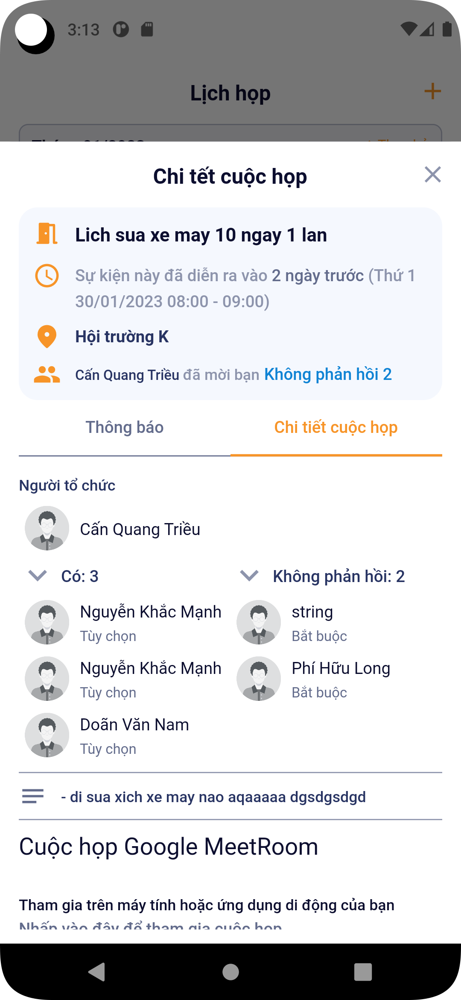 3:13
Lịch họp
Chi tết cuộc họp
Lich sua xe may 10 ngay 1 lan
Sự kiện này đã diễn ra vào 2 ngày trước (Thứ 1
30/01/2023 08:00 - 09:00)
Hội trường K
Cấn Quang Triều đã mời bạn Không phản hồi 2
Thông báo Chi tiết cuộc họp
Người tổ chức
Cấn Quang Triều
Có: 3 Không phản hồi: 2
Nguyễn Khắc Mạnh string
Tùy chọn Bắt buộc
Nguyễn Khắc Mạnh Phí Hữu Long
Tùy chọn Bắt buộc
Doãn Văn Nam
Tùy chọn
- di sua xich xe may nao aqaaaaa dgsdgsdgd
Cuộc họp Google MeetRoom
Tham gia trên máy tính hoặc ứng dụng di động của bạn
Nhấp vào đây để tham gia cuộc họp